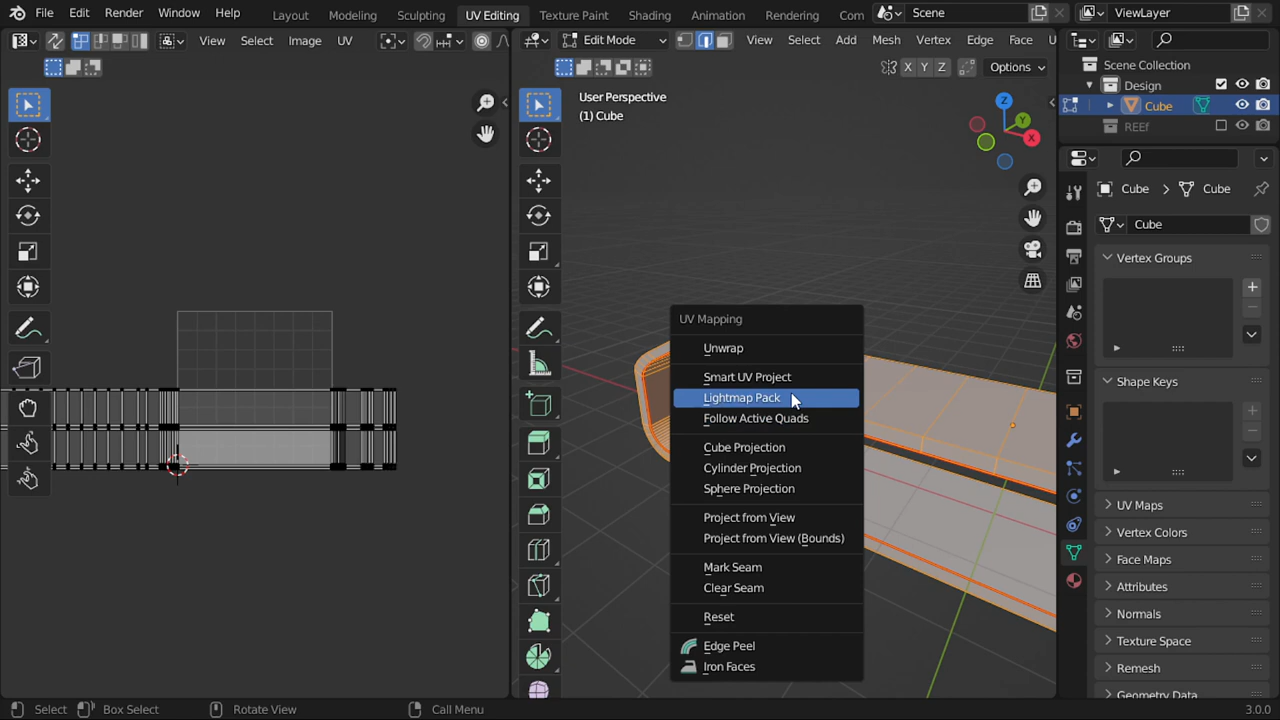 File Edit Render Window Help Layout Modeling Sculpting UV Editing Texture Paint Shading Animation Rendering Com Scene ViewLayer
View Select Image UV Edit Mode View Select Add Mesh Vertex Edge Face U
X Y Z Options
Scene Collection
Design
Cube
REEf
User Perspective
(1) Cube
Z
Y
X
Cube > Cube
Cube
Vertex Groups
UV Mapping
Unwrap
Smart UV Project
Lightmap Pack
Follow Active Quads
Cube Projection
Cylinder Projection
Sphere Projection
Project from View
Project from View (Bounds)
Mark Seam
Clear Seam
Reset
Edge Peel
Iron Faces
Shape Keys
UV Maps
Vertex Colors
Face Maps
Attributes
Normals
Texture Space
Remesh
Geometry Data
Select Box Select Rotate View Call Menu 3.0.0